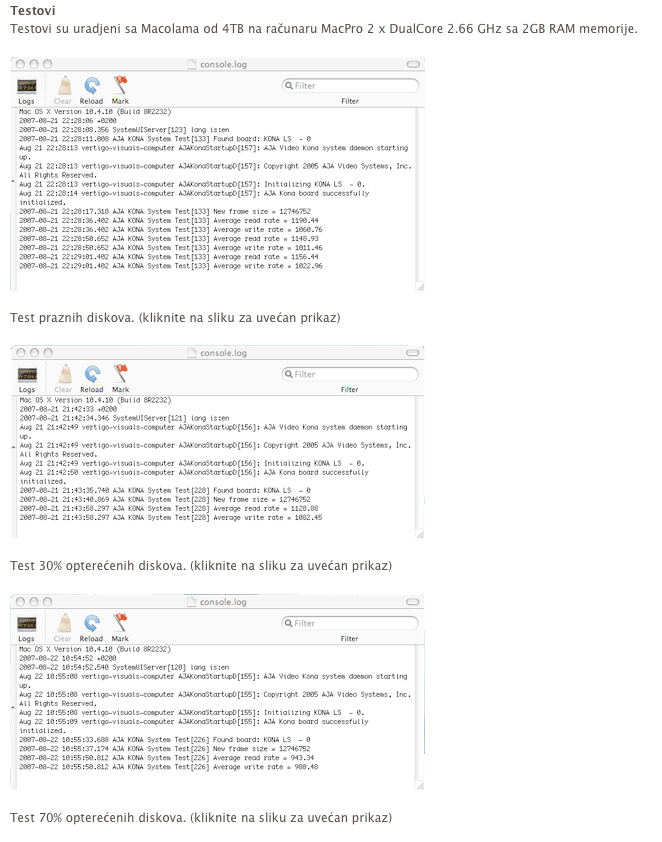 Testovi
Testovi su uradjeni sa Macolama od 4TB na računaru MacPro 2 x DualCore 2.66 GHz sa 2GB RAM memorije.
console.log
Logs Clear Reload Mark Filter
Filter
Mac OS X Version 10.4.10 (Build 8R2232)
2007-08-21 22:28:06 +0200
2007-08-21 22:28:08.356 SystemUIServer[123] lang is:en
2007-08-21 22:28:11.008 AJA KONA System Test[133] Found board: KONA LS - 0
Aug 21 22:28:13 vertigo-visuals-computer AJAKonaStartupD[157]: AJA Video Kona system daemon starting
up.
Aug 21 22:28:13 vertigo-visuals-computer AJAKonaStartupD[157]: Copyright 2005 AJA Video Systems, Inc.
All Rights Reserved.
Aug 21 22:28:13 vertigo-visuals-computer AJAKonaStartupD[157]: Initializing KONA LS - 0.
Aug 21 22:28:14 vertigo-visuals-computer AJAKonaStartupD[157]: AJA Kona board successfully
initialized.
2007-08-21 22:28:17.318 AJA KONA System Test[133] New frame size = 12746752
2007-08-21 22:28:36.402 AJA KONA System Test[133] Average read rate = 1190.44
2007-08-21 22:28:36.402 AJA KONA System Test[133] Average write rate = 1060.76
2007-08-21 22:28:50.652 AJA KONA System Test[133] Average read rate = 1148.93
2007-08-21 22:28:50.652 AJA KONA System Test[133] Average write rate = 1011.46
2007-08-21 22:29:01.402 AJA KONA System Test[133] Average read rate = 1156.44
2007-08-21 22:29:01.402 AJA KONA System Test[133] Average write rate = 1022.96
Test praznih diskova. (kliknite na sliku za uvećan prikaz)
console.log
Logs Clear Reload Mark Filter
Filter
Mac OS X Version 10.4.10 (Build 8R2232)
2007-08-21 21:42:33 +0200
2007-08-21 21:42:34.346 SystemUIServer[121] lang is:en
Aug 21 21:42:49 vertigo-visuals-computer AJAKonaStartupD[156]: AJA Video Kona system daemon starting
up.
Aug 21 21:42:49 vertigo-visuals-computer AJAKonaStartupD[156]: Copyright 2005 AJA Video Systems, Inc.
All Rights Reserved.
Aug 21 21:42:49 vertigo-visuals-computer AJAKonaStartupD[156]: Initializing KONA LS - 0.
Aug 21 21:42:50 vertigo-visuals-computer AJAKonaStartupD[156]: AJA Kona board successfully
initialized.
2007-08-21 21:43:35.740 AJA KONA System Test[228] Found board: KONA LS - 0
2007-08-21 21:43:40.869 AJA KONA System Test[228] New frame size = 12746752
2007-08-21 21:43:58.297 AJA KONA System Test[228] Average read rate = 1128.88
2007-08-21 21:43:58.297 AJA KONA System Test[228] Average write rate = 1082.45
Test 30% opterećenih diskova. (kliknite na sliku za uvećan prikaz)
console.log
Logs Clear Reload Mark Filter
Filter
Mac OS X Version 10.4.10 (Build 8R2232)
2007-08-22 10:54:52 +0200
2007-08-22 10:54:52.540 SystemUIServer[120] lang is:en
Aug 22 10:55:08 vertigo-visuals-computer AJAKonaStartupD[155]: AJA Video Kona system daemon starting
up.
Aug 22 10:55:08 vertigo-visuals-computer AJAKonaStartupD[155]: Copyright 2005 AJA Video Systems, Inc.
All Rights Reserved.
Aug 22 10:55:08 vertigo-visuals-computer AJAKonaStartupD[155]: Initializing KONA LS - 0.
Aug 22 10:55:09 vertigo-visuals-computer AJAKonaStartupD[155]: AJA Kona board successfully
initialized.
2007-08-22 10:55:33.688 AJA KONA System Test[226] Found board: KONA LS - 0
2007-08-22 10:55:37.174 AJA KONA System Test[226] New frame size = 12746752
2007-08-22 10:55:50.812 AJA KONA System Test[226] Average read rate = 943.34
2007-08-22 10:55:50.812 AJA KONA System Test[226] Average write rate = 988.48
Test 70% opterećenih diskova. (kliknite na sliku za uvećan prikaz)